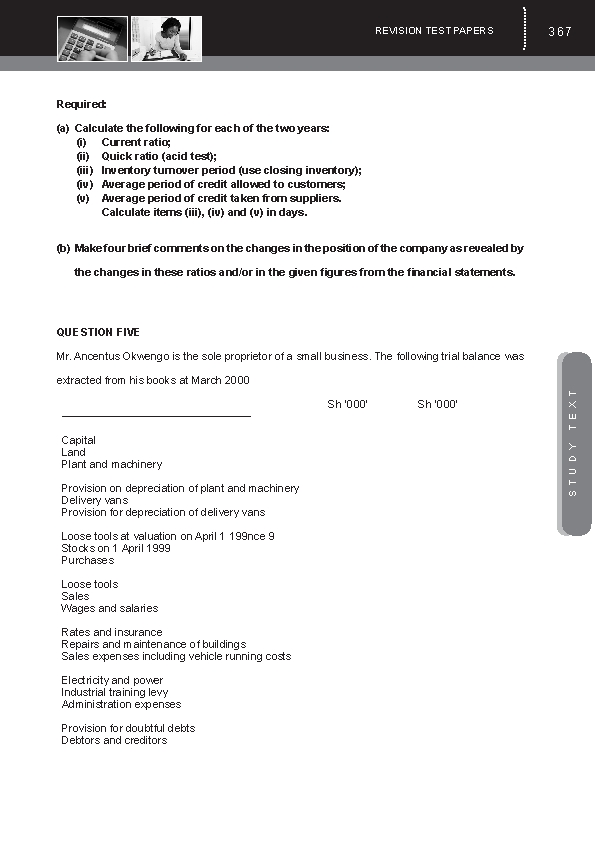 REVISION TEST PAPERS
367
Required:
(a) Calculate the following for each of the two years:
(i) Current ratio;
(ii) Quick ratio (acid test);
(iii) Inventory turnover period (use closing inventory);
(iv) Average period of credit allowed to customers;
(v) Average period of credit taken from suppliers.
Calculate items (iii), (iv) and (v) in days.
(b) Make four brief comments on the changes in the position of the company as revealed by
the changes in these ratios and/or in the given figures from the financial statements.
QUESTION FIVE
Mr. Ancentus Okwengo is the sole proprietor of a small business. The following trial balance was
extracted from his books at March 2000
Sh '000' Sh '000'
Capital
Land
Plant and machinery
Provision on depreciation of plant and machinery
Delivery vans
Provision for depreciation of delivery vans
Loose tools at valuation on April 1 199nce 9
Stocks on 1 April 1999
Purchases
Loose tools
Sales
Wages and salaries
Rates and insurance
Repairs and maintenance of buildings
Sales expenses including vehicle running costs
Electricity and power
Industrial training levy
Administration expenses
Provision for doubtful debts
Debtors and creditors
STUDY TEXT